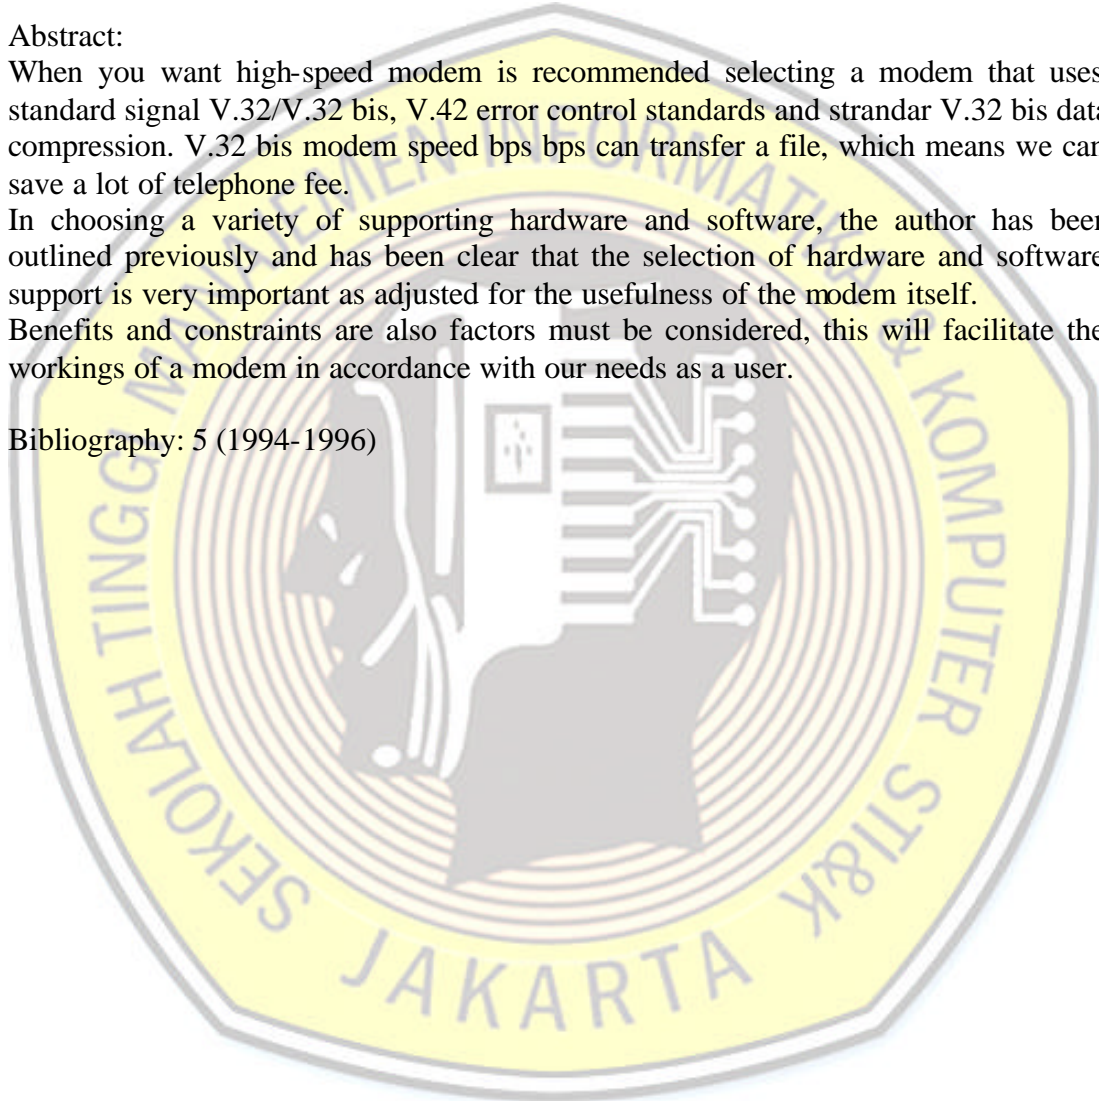 Abstract:
When you want high-speed modem is recommended selecting a modem that uses
standard signal V.32/V.32 bis, V.42 error control standards and strandar V.32 bis data
compression. V.32 bis modem speed bps bps can transfer a file, which means we can
save a lot of telephone fee.
In choosing a variety of supporting hardware and software, the author has been
outlined previously and has been clear that the selection of hardware and software
support is very important as adjusted for the usefulness of the modem itself.
Benefits and constraints are also factors must be considered, this will facilitate the
workings of a modem in accordance with our needs as a user.
Bibliography: 5 (1994-1996)
SEKOLAH TINGGI MANAJEMEN INFORMATIKA & KOMPUTER STI&K
JAKARTA